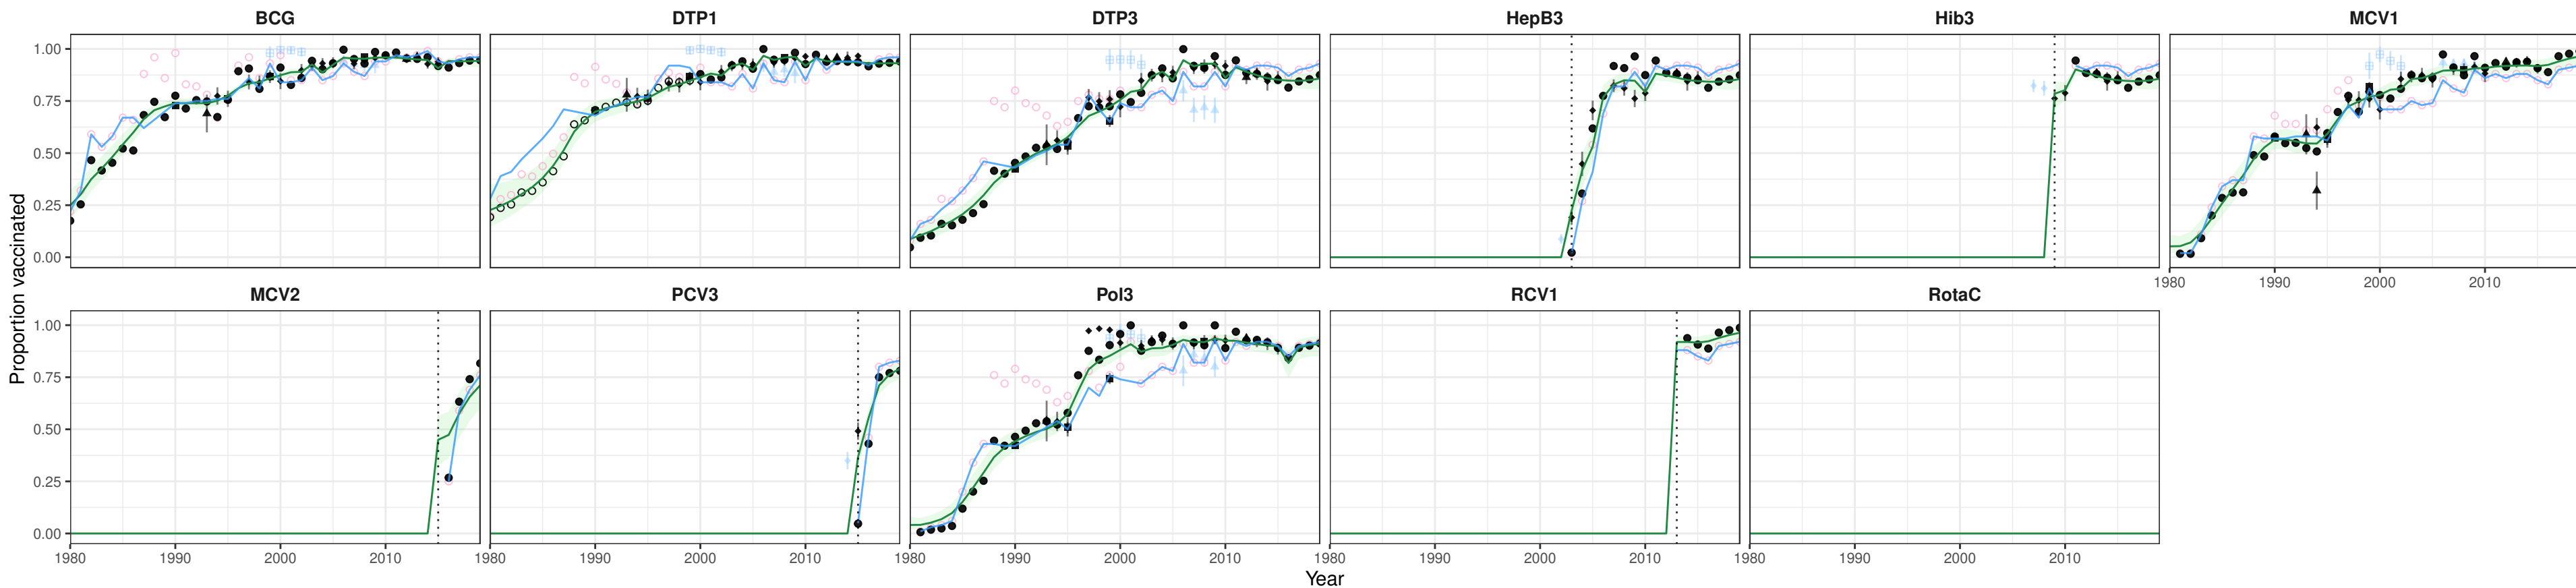 BCG DTP1 DTP3 HepB3 Hib3 MCV1
1.00
0.75
0.50
0.25
0.00
1980 1990 2000 2010
MCV2 PCV3 Pol3 RCV1 RotaC
1.00
0.75
0.50
0.25
0.00
1980 1990 2000 2010 1980 1990 2000 2010 1980 1990 2000 2010 1980 1990 2000 2010 1980 1990 2000 2010
Proportion vaccinated
Year